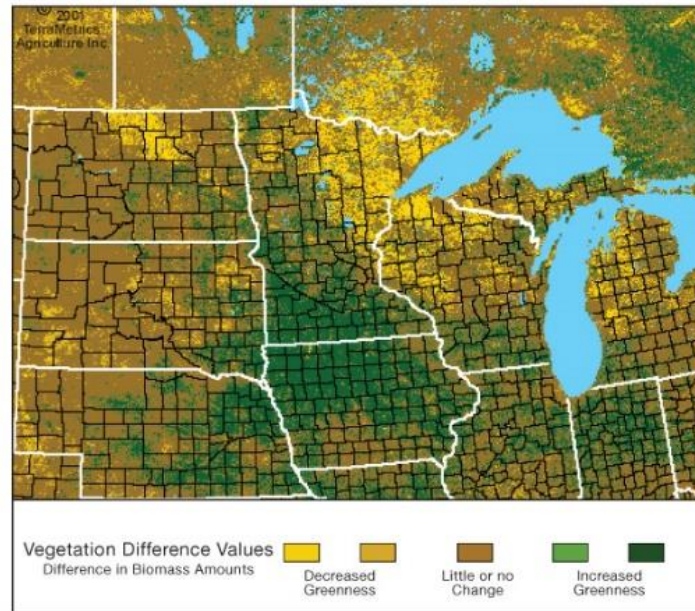 © 2001
TerraMetrics
Agriculture Inc
Vegetation Difference Values
Difference in Biomass Amounts
Decreased
Greenness
Little or no
Change
Increased
Greenness